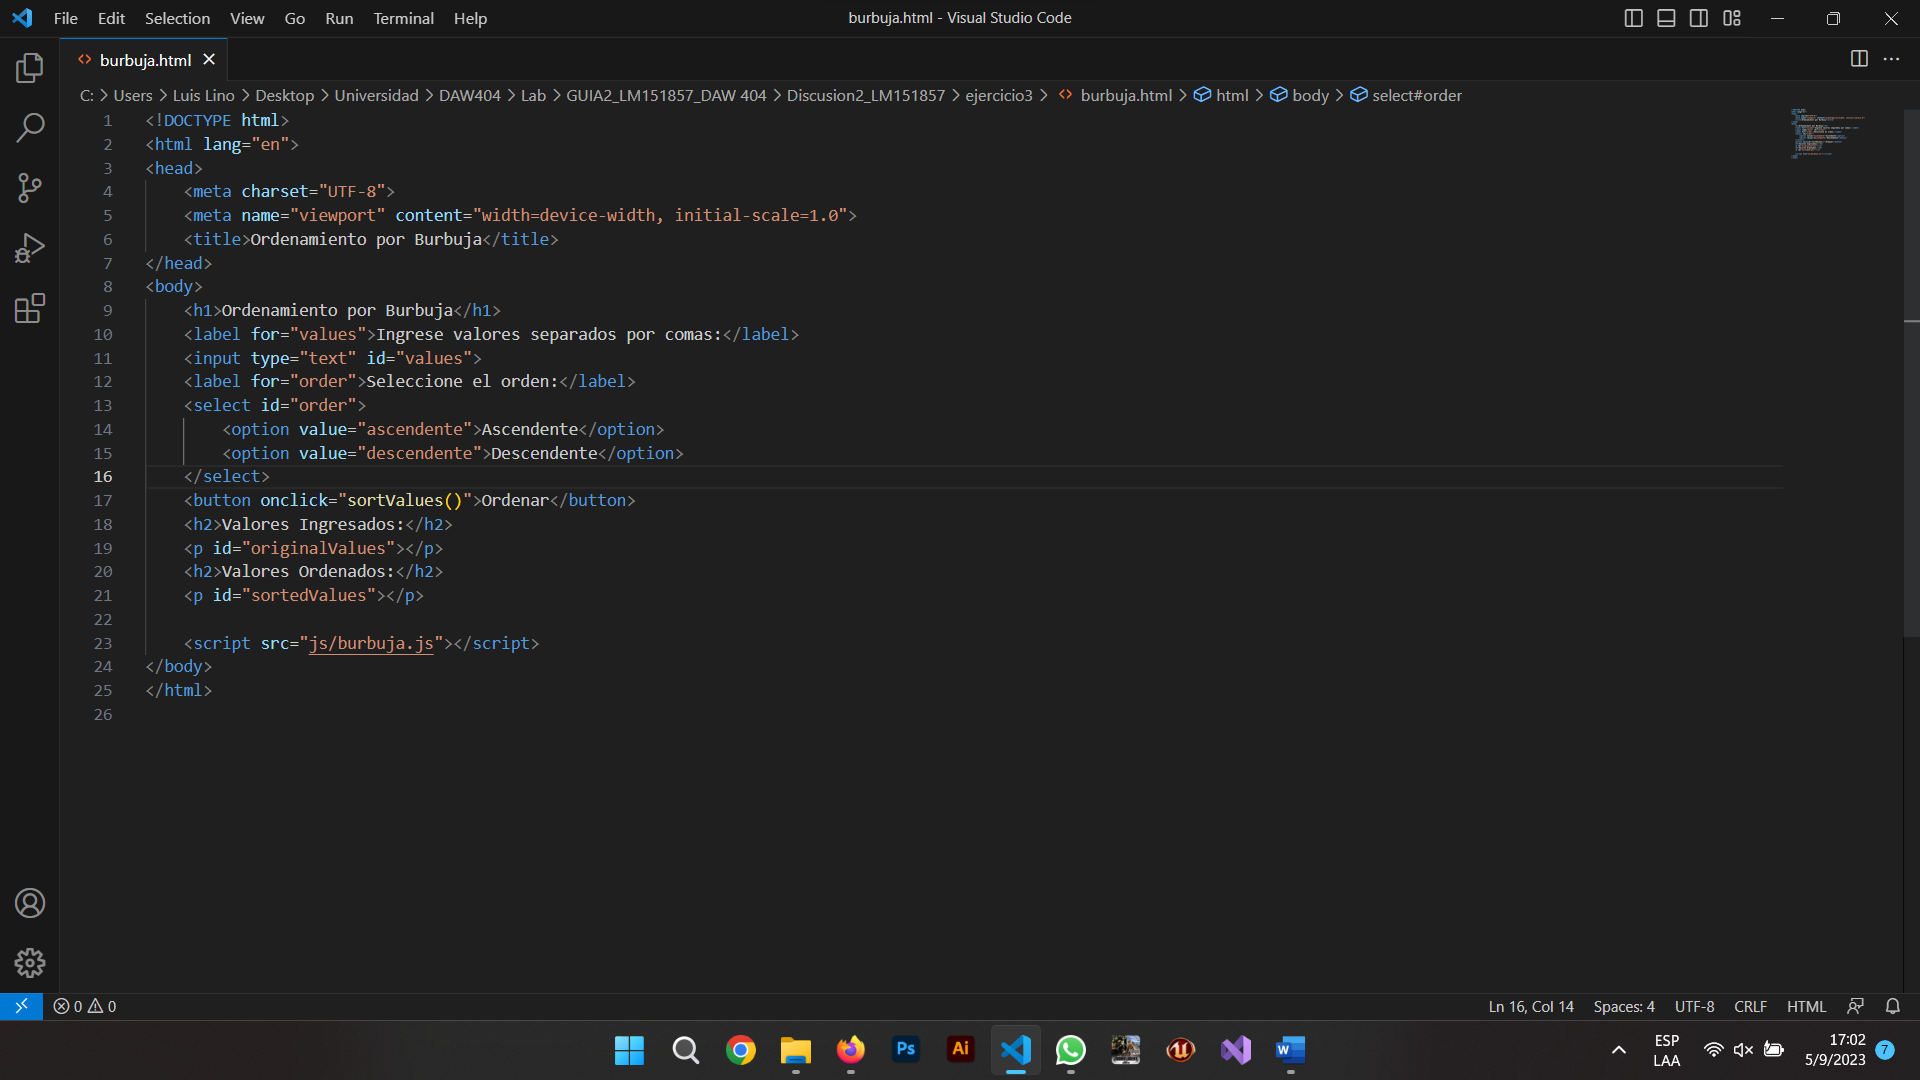 File Edit Selection View Go Run Terminal Help
burbuja.html - Visual Studio Code
burbuja.html
C: > Users > Luis Lino > Desktop > Universidad > DAW404 > Lab > GUIA2_LM151857_DAW 404 > Discusion2_LM151857 > ejercicio3 > burbuja.html > html > body > select#order
1 <!DOCTYPE html>
2 <html lang="en">
3 <head>
4 <meta charset="UTF-8">
5 <meta name="viewport" content="width=device-width, initial-scale=1.0">
6 <title>Ordenamiento por Burbuja</title>
7 </head>
8 <body>
9 <h1>Ordenamiento por Burbuja</h1>
10 <label for="values">Ingrese valores separados por comas:</label>
11 <input type="text" id="values">
12 <label for="order">Seleccione el orden:</label>
13 <select id="order">
14 <option value="ascendente">Ascendente</option>
15 <option value="descendente">Descendente</option>
16 </select>
17 <button onclick="sortValues()">Ordenar</button>
18 <h2>Valores Ingresados:</h2>
19 <p id="originalValues"></p>
20 <h2>Valores Ordenados:</h2>
21 <p id="sortedValues"></p>
22
23 <script src="js/burbuja.js"></script>
24 </body>
25 </html>
26
0 0
Ln 16, Col 14 Spaces: 4 UTF-8 CRLF HTML
Ps Ai W
ESP
LAA
17:02
5/9/2023
7